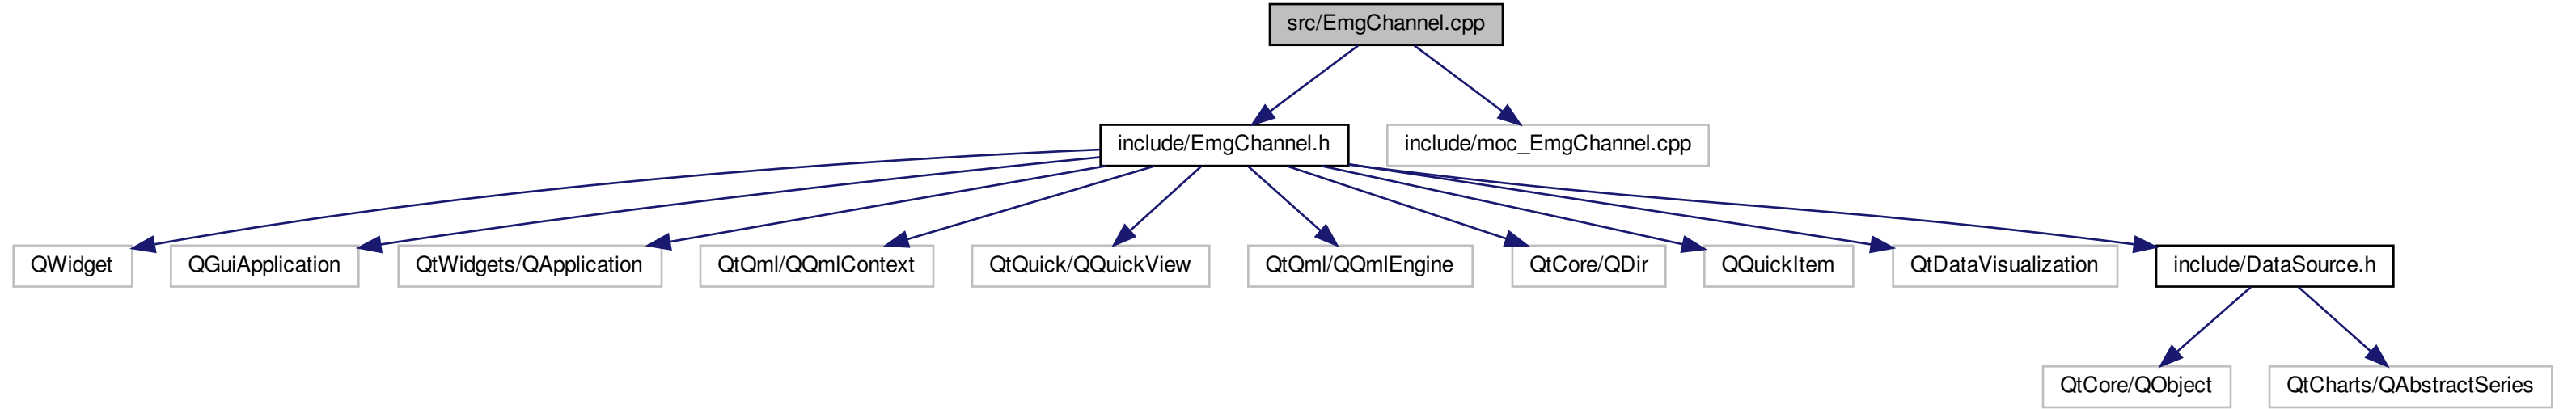 src/EmgChannel.cpp
include/EmgChannel.h
include/moc_EmgChannel.cpp
QWidget
QGuiApplication
QtWidgets/QApplication
QtQml/QQmlContext
QtQuick/QQuickView
QtQml/QQmlEngine
QtCore/QDir
QQuickItem
QtDataVisualization
include/DataSource.h
QtCore/QObject
QtCharts/QAbstractSeries